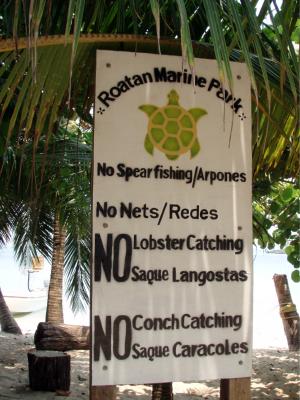 Roatan Marine Park
No Spearfishing/Arpones
No Nets/Redes
NO Lobster Catching
Saque Langostas
NO Conch Catching
Saque Caracoles